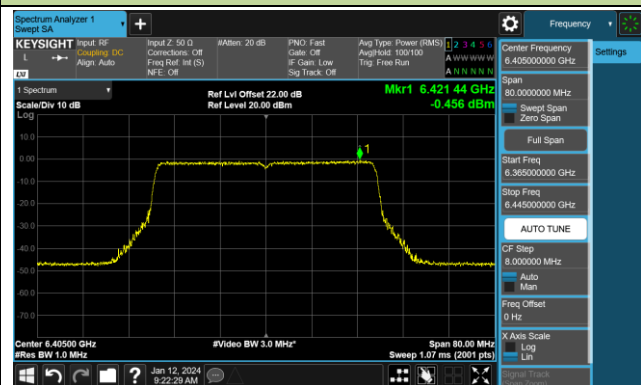 Spectrum Analyzer 1
Swept SA
Frequency
KEYSIGHT
Input: RF
Coupling: DC
Align: Auto
Input Z: 50 Ω
Corrections: Off
Freq Ref: Int (S)
NFE: Off
#Atten: 20 dB
PNO: Fast
Gate: Off
IF Gain: Low
Sig Track: Off
Avg Type: Power (RMS)
Avg|Hold: 100/100
Trig: Free Run
1 2 3 4 5 6
A W W W W W
A N N N N N
L
LXI
1 Spectrum
Scale/Div 10 dB
Log
Ref Lvl Offset 22.00 dB
Ref Level 20.00 dBm
Mkr1 6.421 44 GHz
-0.456 dBm
1
10.0
0.00
-10.0
-20.0
-30.0
-40.0
-50.0
-60.0
-70.0
Center 6.40500 GHz
#Res BW 1.0 MHz
#Video BW 3.0 MHz*
Span 80.00 MHz
Sweep 1.07 ms (2001 pts)
Jan 12, 2024
9:22:29 AM
Center Frequency
6.405000000 GHz
Settings
Span
80.0000000 MHz
Swept Span
Zero Span
Full Span
Start Freq
6.365000000 GHz
Stop Freq
6.445000000 GHz
AUTO TUNE
CF Step
8.000000 MHz
Auto
Man
Freq Offset
0 Hz
X Axis Scale
Log
Lin
Signal Track
(Span Zoom)